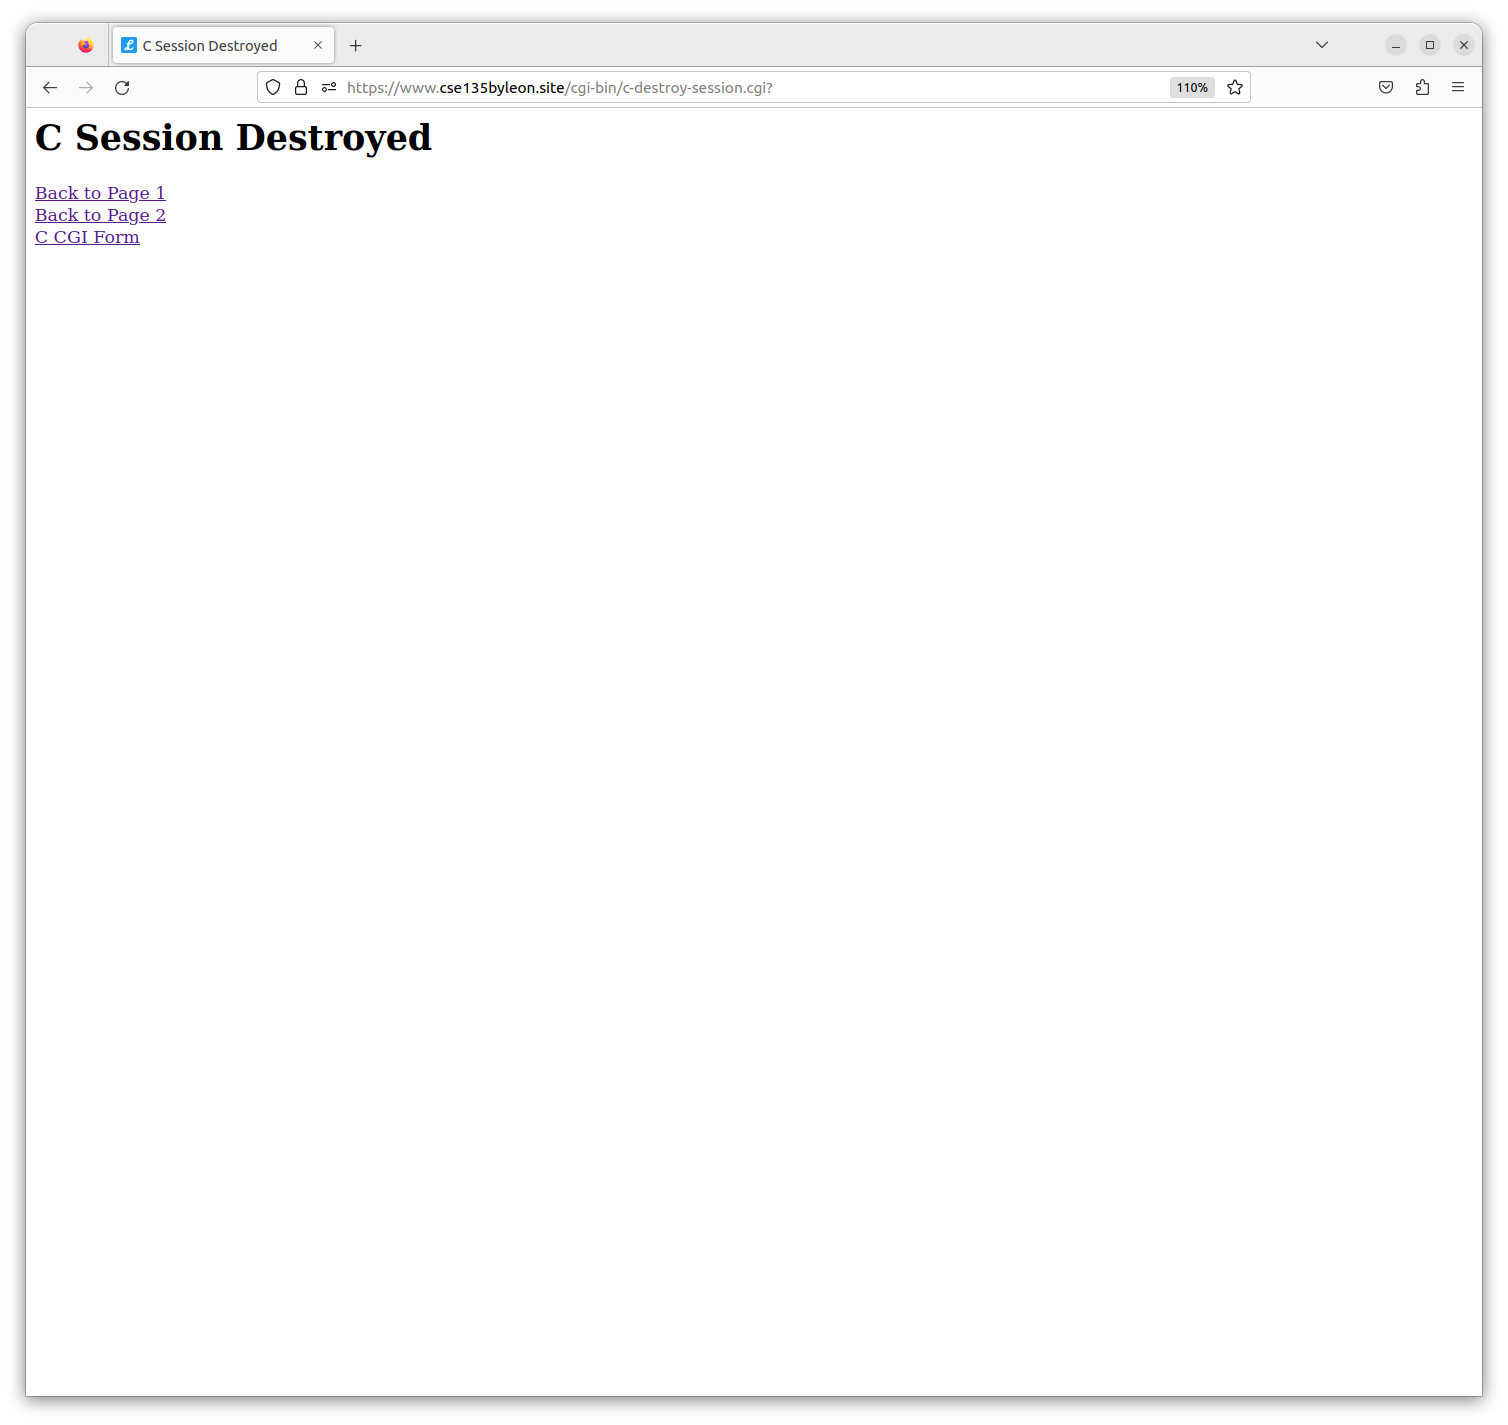 C Session Destroyed
https://www.cse135byleon.site/cgi-bin/c-destroy-session.cgi?
110%
C Session Destroyed
Back to Page 1
Back to Page 2
C CGI Form